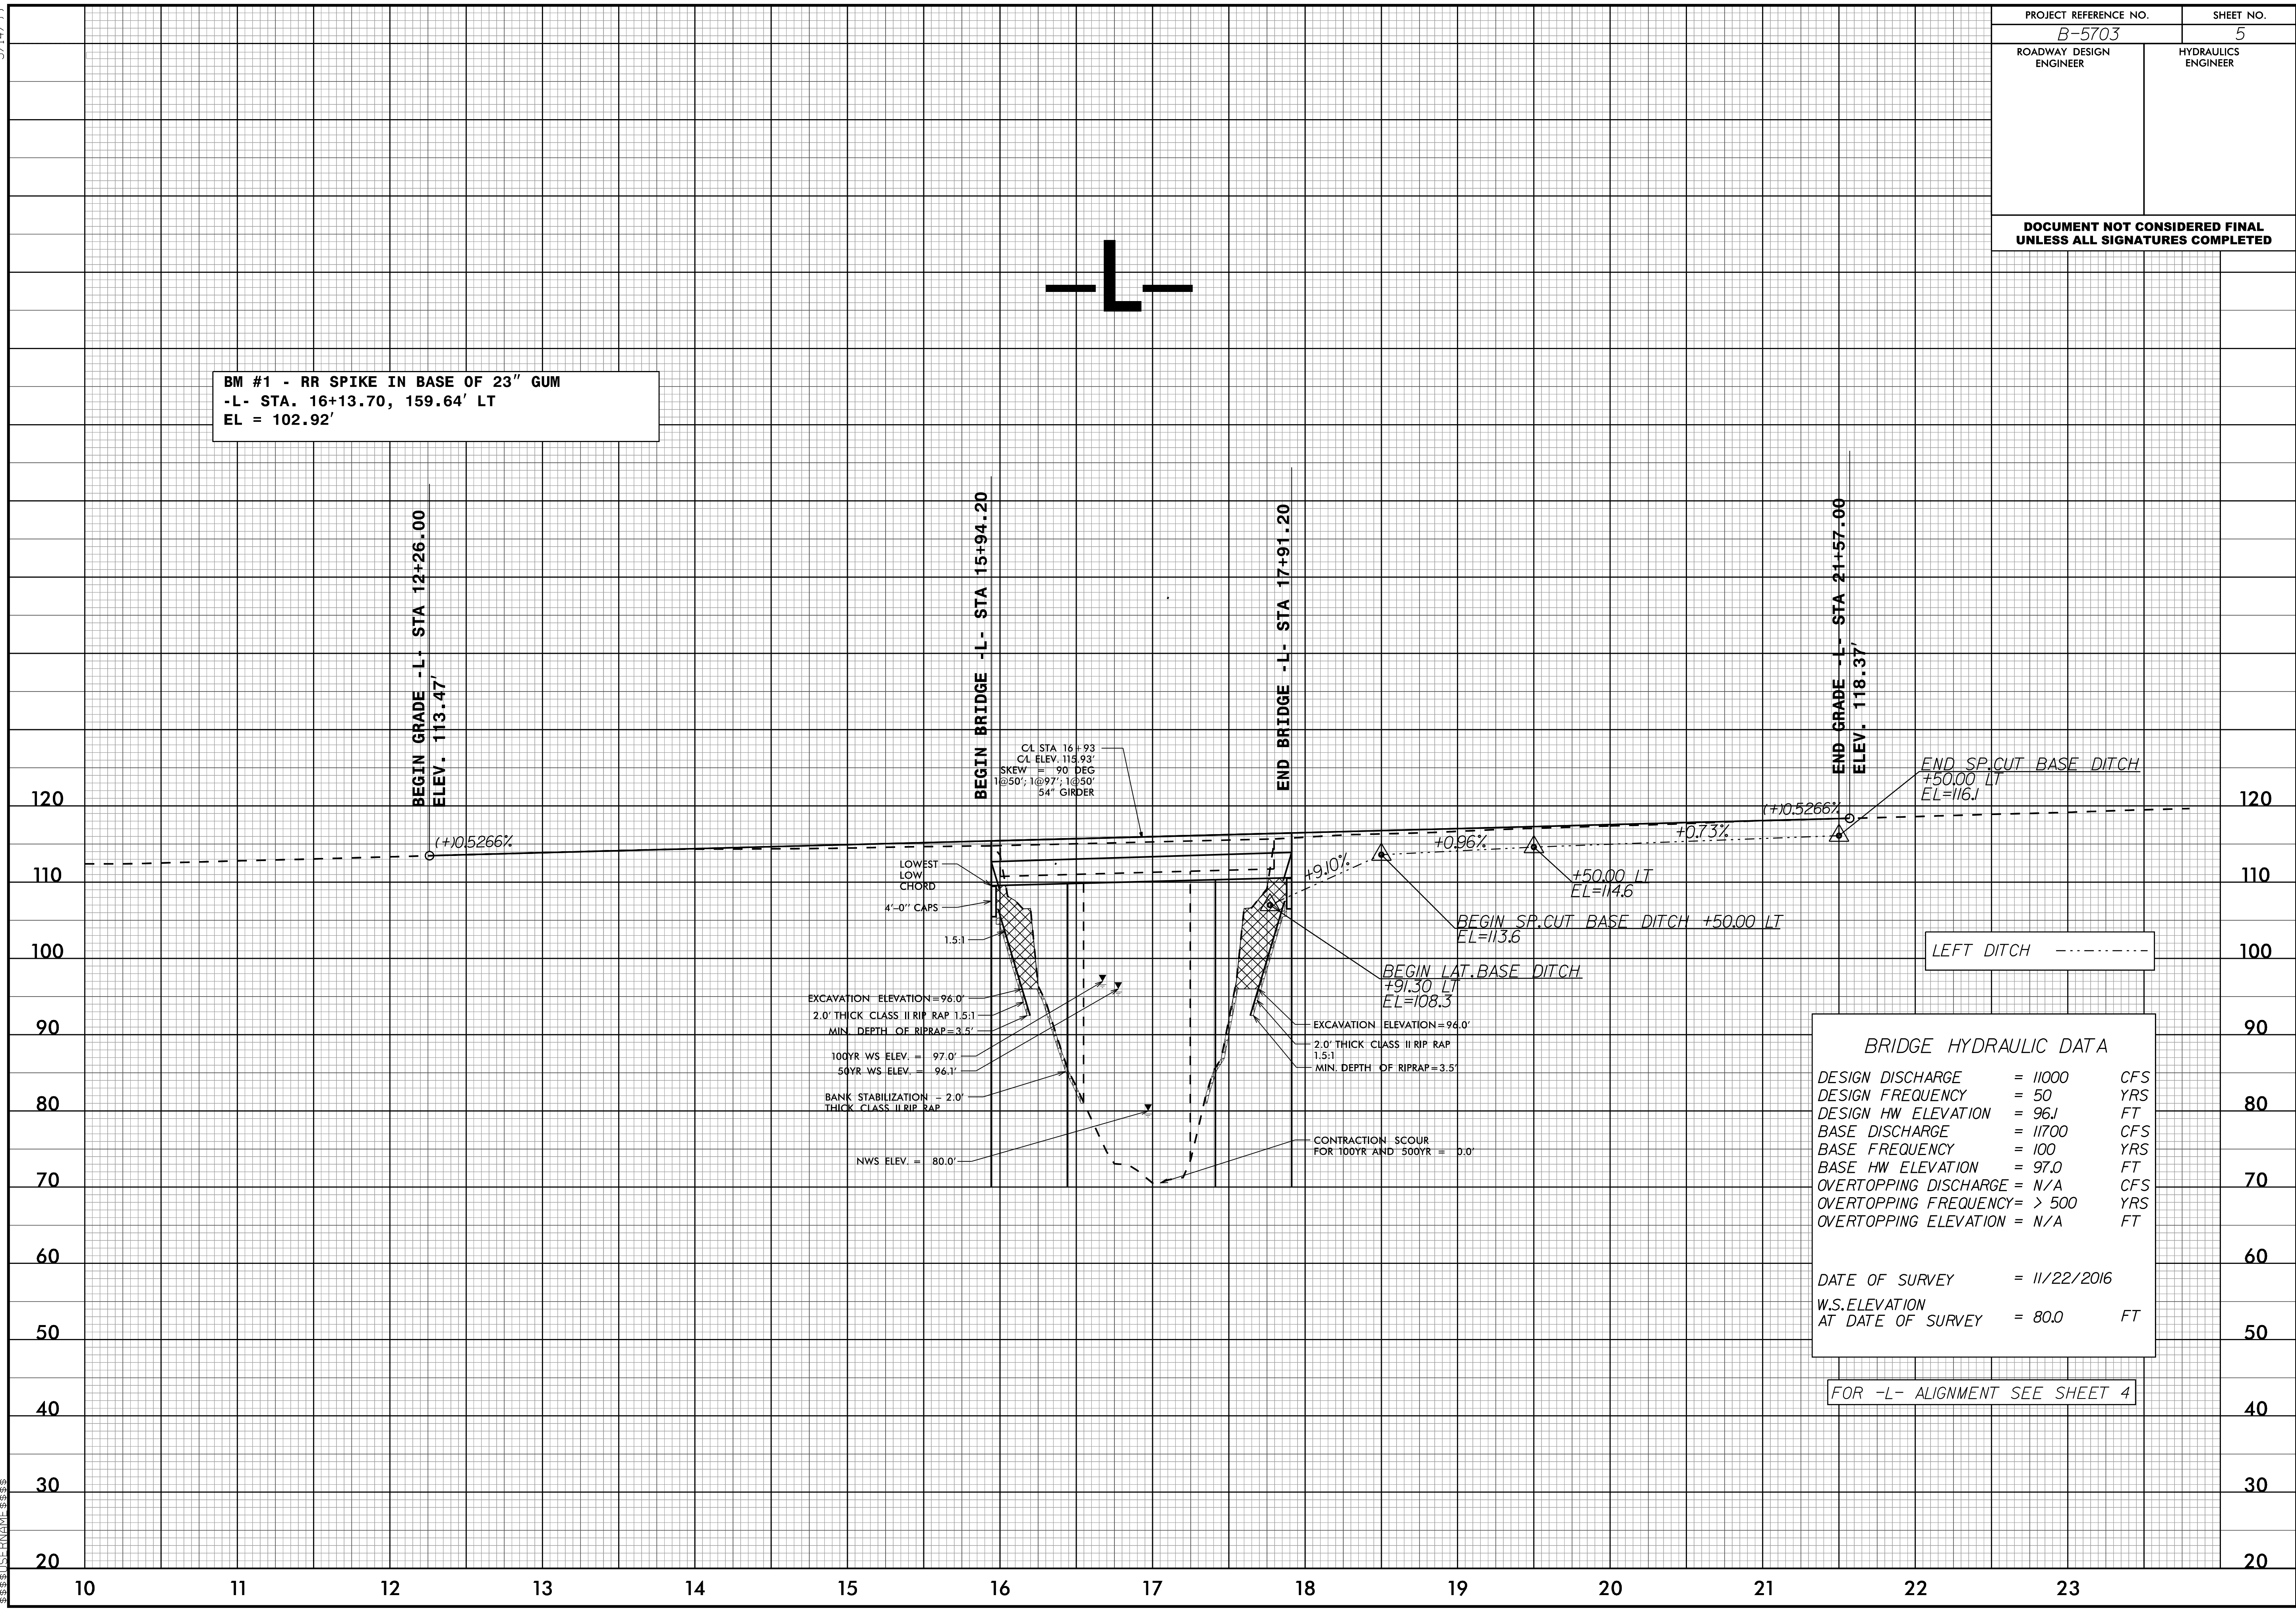 PROJECT REFERENCE NO.
SHEET NO.
B-5703
5
ROADWAY DESIGN
ENGINEER
HYDRAULICS
ENGINEER
DOCUMENT NOT CONSIDERED FINAL
UNLESS ALL SIGNATURES COMPLETED
-L-
BM #1 - RR SPIKE IN BASE OF 23" GUM
-L- STA. 16+13.70, 159.64' LT
EL = 102.92'
BEGIN GRADE -L- STA 12+26.00
ELEV. 113.47'
BEGIN BRIDGE -L- STA 15+94.20
END BRIDGE -L- STA 17+91.20
END GRADE -L- STA 21+57.00
ELEV. 118.37'
C/L STA 16+93
C/L ELEV. 115.93'
SKEW = 90 DEG
1@50'; 1@97'; 1@50'
54" GIRDER
END SP.CUT BASE DITCH
+50.00 LT
EL=116.1
(+)0.5266%
(+)0.5266%
+9.10%
+0.96%
+0.73%
+50.00 LT
EL=114.6
BEGIN SP.CUT BASE DITCH +50.00 LT
EL=113.6
BEGIN LAT.BASE DITCH
+91.30 LT
EL=108.3
LEFT DITCH
LOWEST
LOW
CHORD
4'-0" CAPS
1.5:1
EXCAVATION ELEVATION=96.0'
2.0' THICK CLASS II RIP RAP 1.5:1
MIN. DEPTH OF RIPRAP=3.5'
100YR WS ELEV. = 97.0'
50YR WS ELEV. = 96.1'
BANK STABILIZATION - 2.0'
THICK CLASS II RIP RAP
NWS ELEV. = 80.0'
EXCAVATION ELEVATION=96.0'
2.0' THICK CLASS II RIP RAP
1.5:1
MIN. DEPTH OF RIPRAP=3.5'
CONTRACTION SCOUR
FOR 100YR AND 500YR = 0.0'
BRIDGE HYDRAULIC DATA
DESIGN DISCHARGE = 11000 CFS
DESIGN FREQUENCY = 50 YRS
DESIGN HW ELEVATION = 96.1 FT
BASE DISCHARGE = 11700 CFS
BASE FREQUENCY = 100 YRS
BASE HW ELEVATION = 97.0 FT
OVERTOPPING DISCHARGE = N/A CFS
OVERTOPPING FREQUENCY= > 500 YRS
OVERTOPPING ELEVATION = N/A FT
DATE OF SURVEY = 11/22/2016
W.S.ELEVATION
AT DATE OF SURVEY = 80.0 FT
FOR -L- ALIGNMENT SEE SHEET 4
120 120
110 110
100 100
90 90
80 80
70 70
60 60
50 50
40 40
30 30
20 20
10 11 12 13 14 15 16 17 18 19 20 21 22 23